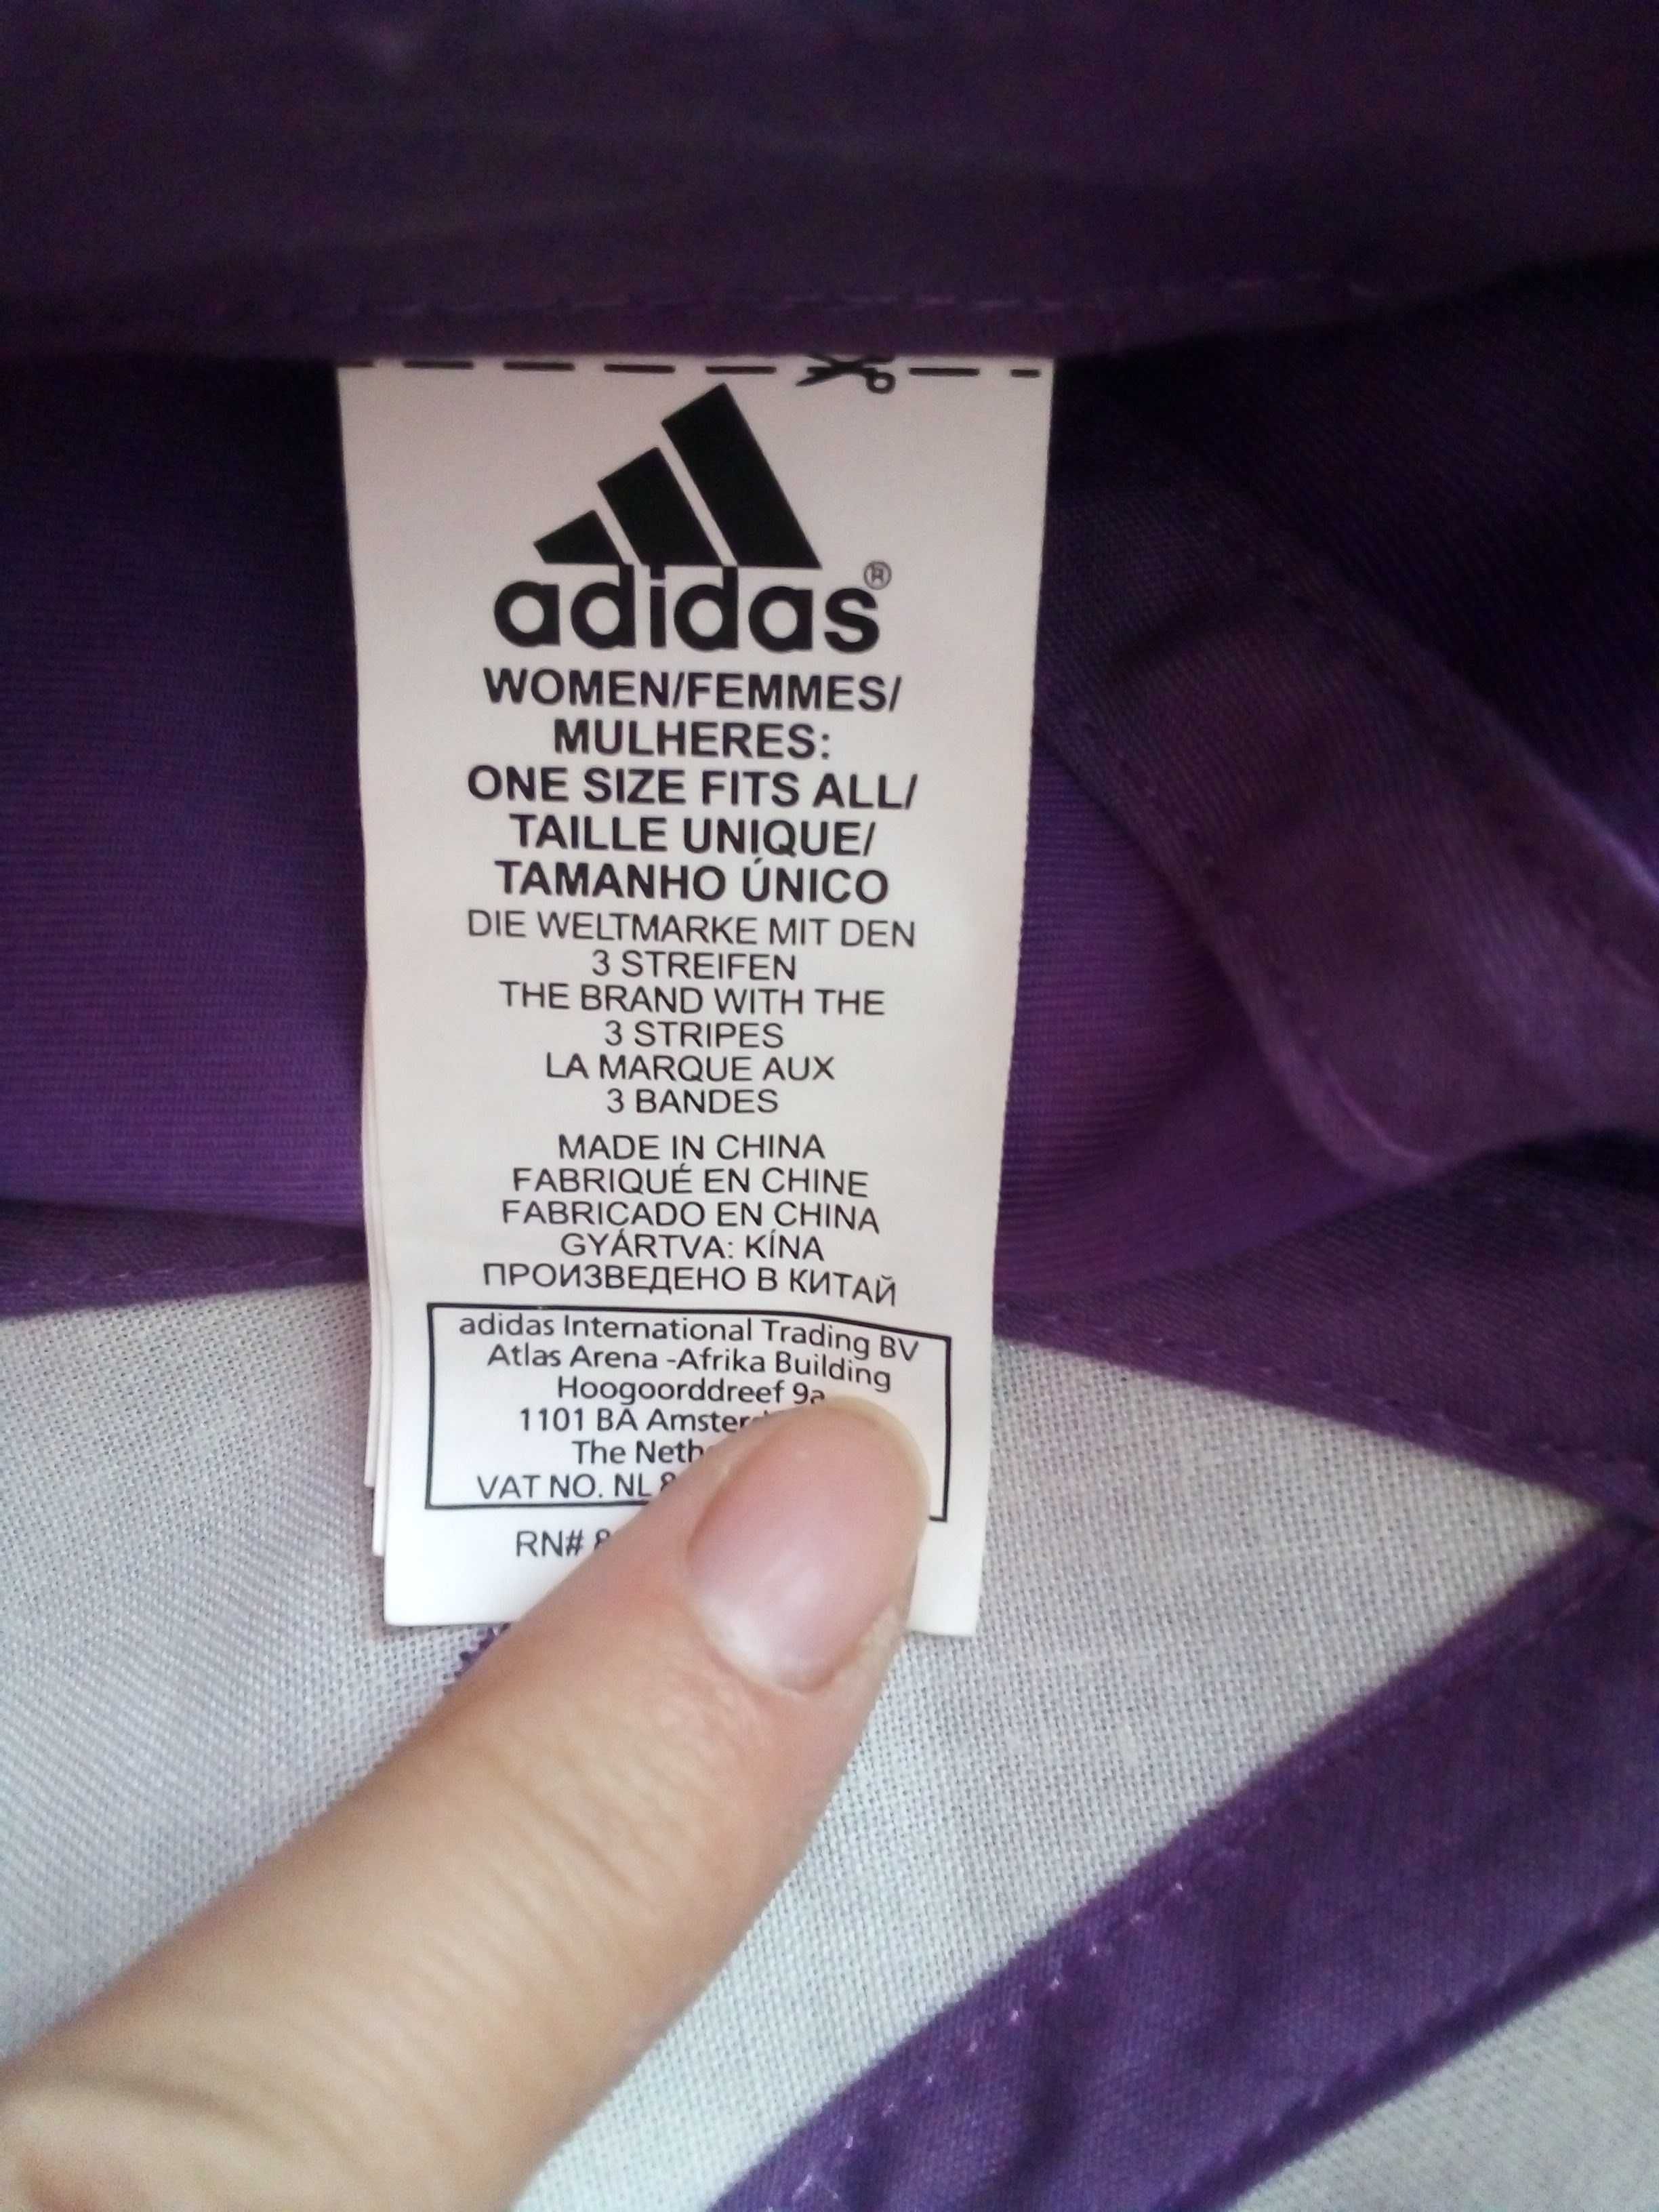 adidas®
WOMEN/FEMMES/
MULHERES:
ONE SIZE FITS ALL/
TAILLE UNIQUE/
TAMANHO ÚNICO
DIE WELTMARKE MIT DEN
3 STREIFEN
THE BRAND WITH THE
3 STRIPES
LA MARQUE AUX
3 BANDES
MADE IN CHINA
FABRIQUÉ EN CHINE
FABRICADO EN CHINA
GYÁRTVA: KÍNA
ПРОИЗВЕДЕНО В КИТАЙ
adidas International Trading BV
Atlas Arena -Afrika Building
Hoogoorddreef 9a
1101 BA
The
VAT NO. NL
RN#